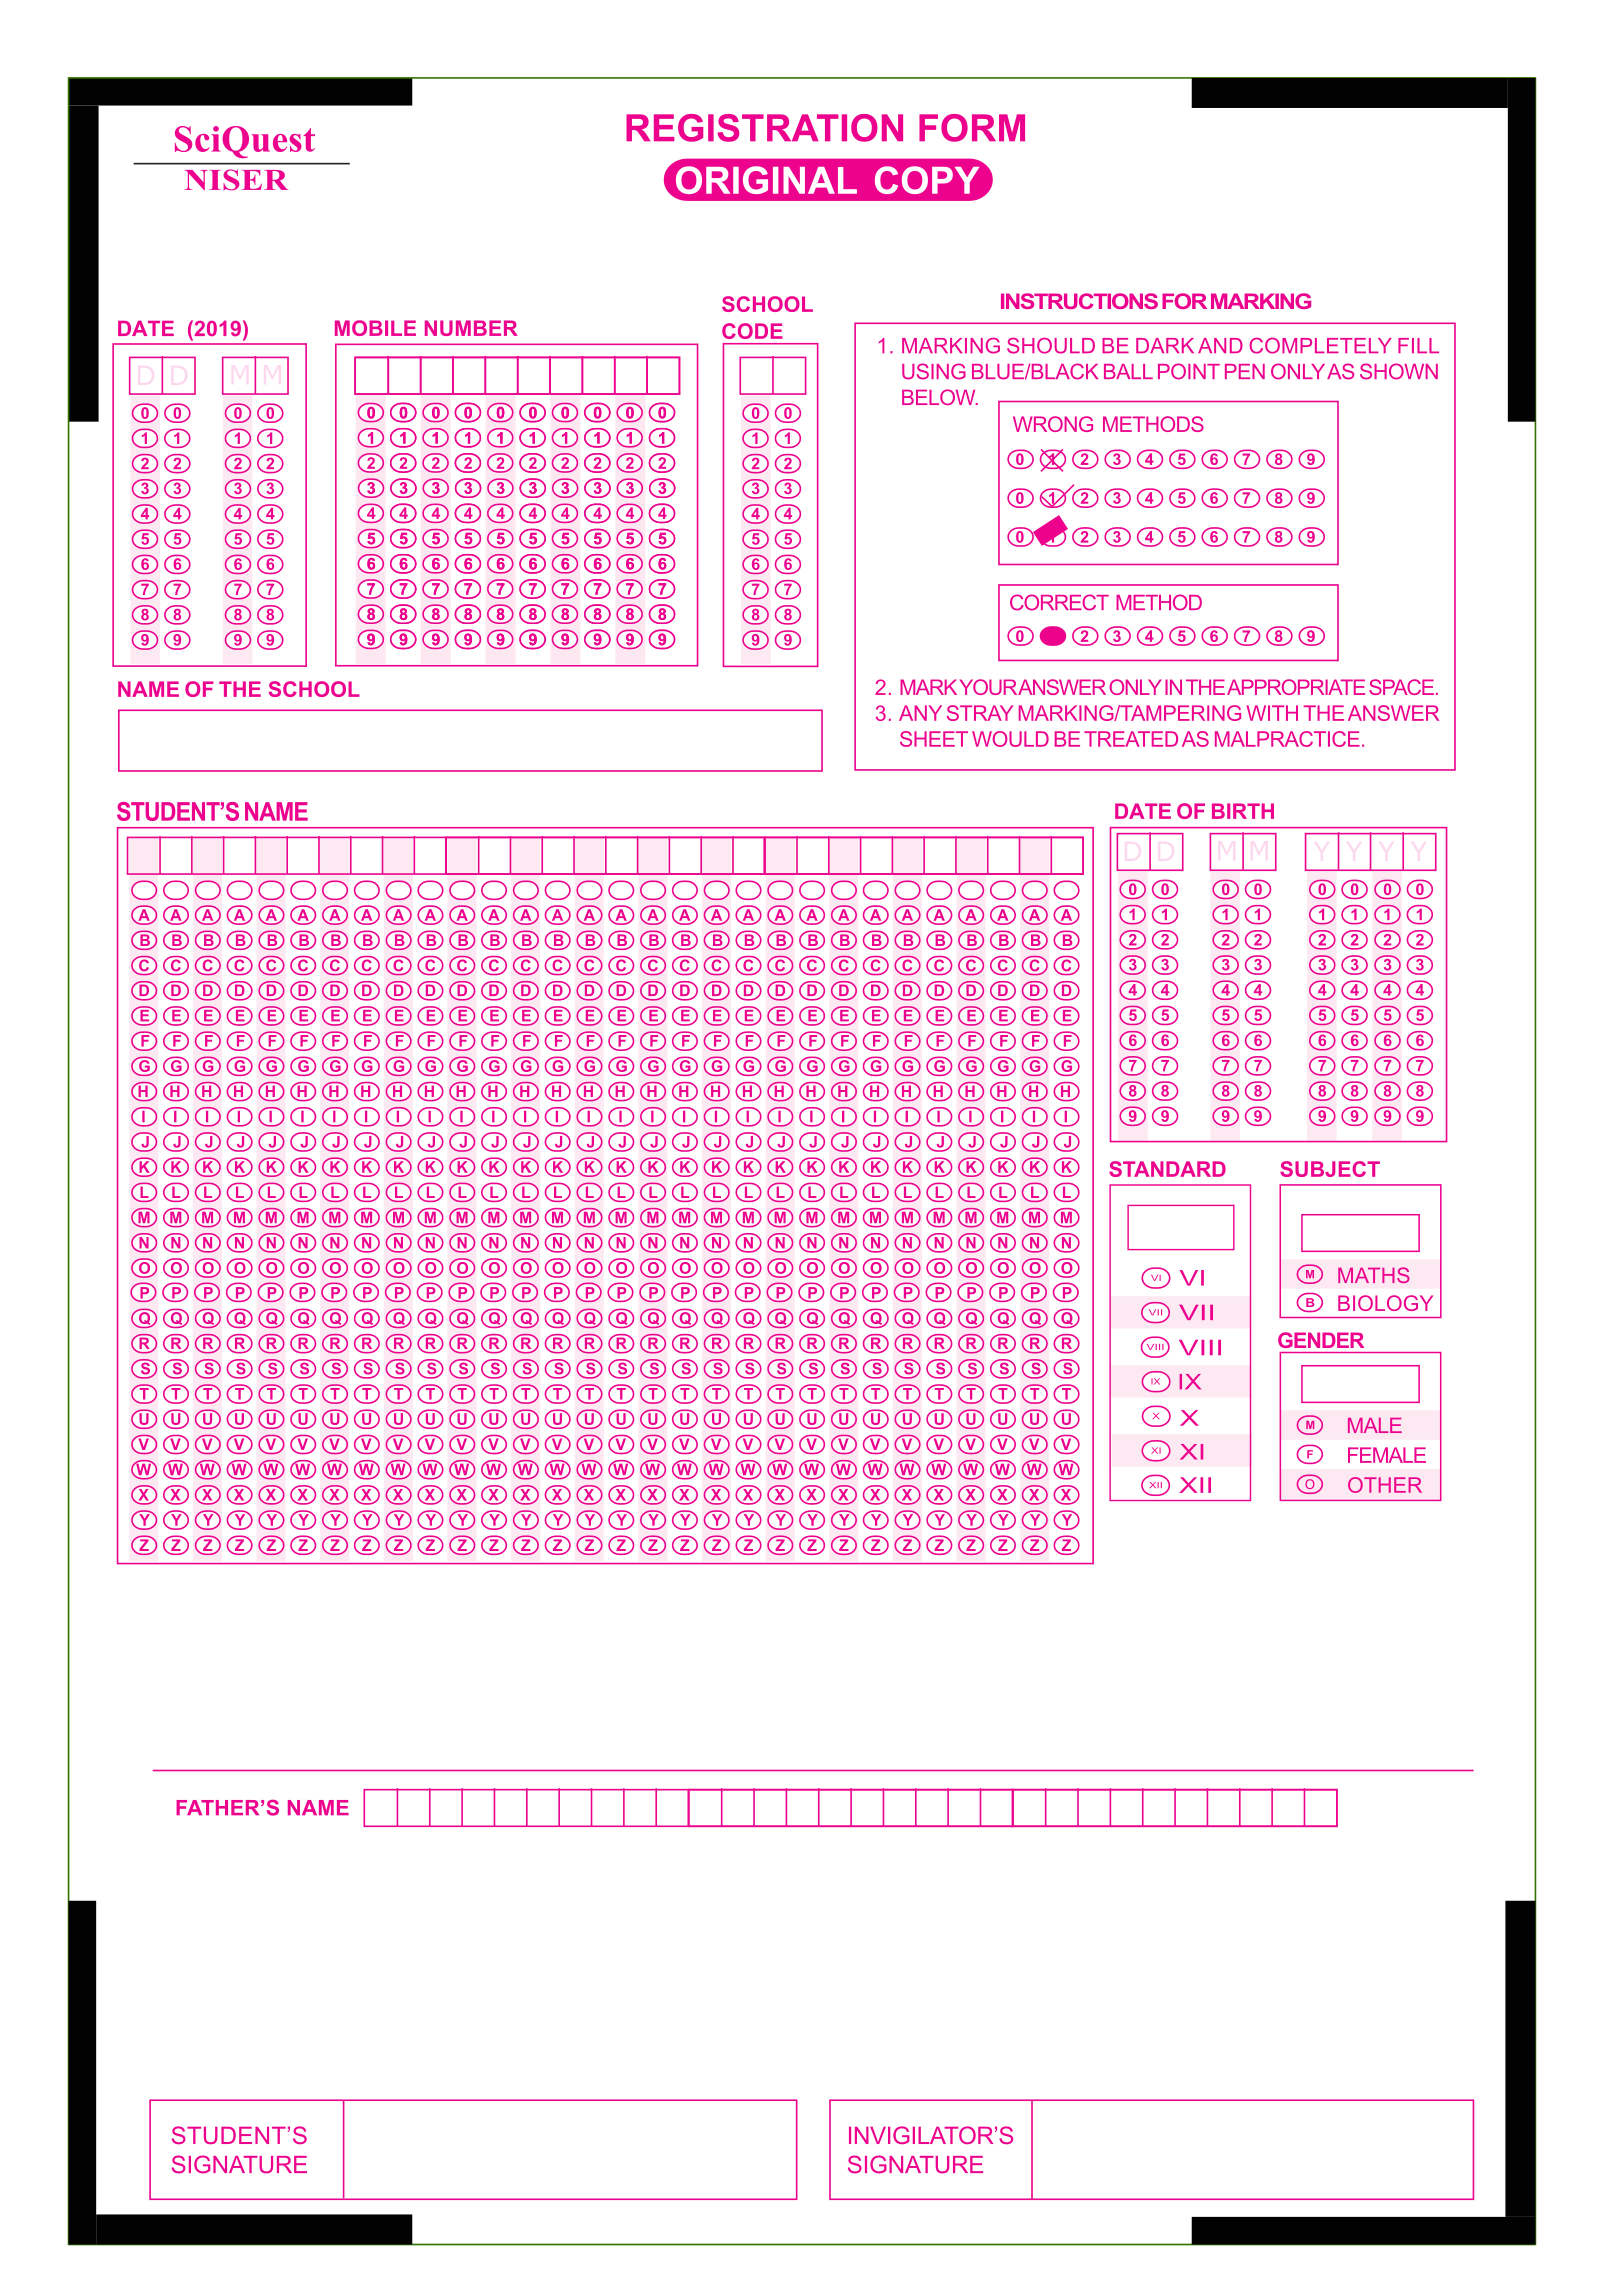 SciQuest
NISER
REGISTRATION FORM
ORIGINAL COPY
DATE (2019)
D D M M
0 0 0 0
1 1 1 1
2 2 2 2
3 3 3 3
4 4 4 4
5 5 5 5
6 6 6 6
7 7 7 7
8 8 8 8
9 9 9 9
MOBILE NUMBER
0 0 0 0 0 0 0 0 0 0
1 1 1 1 1 1 1 1 1 1
2 2 2 2 2 2 2 2 2 2
3 3 3 3 3 3 3 3 3 3
4 4 4 4 4 4 4 4 4 4
5 5 5 5 5 5 5 5 5 5
6 6 6 6 6 6 6 6 6 6
7 7 7 7 7 7 7 7 7 7
8 8 8 8 8 8 8 8 8 8
9 9 9 9 9 9 9 9 9 9
SCHOOL
CODE
0 0
1 1
2 2
3 3
4 4
5 5
6 6
7 7
8 8
9 9
INSTRUCTIONS FOR MARKING
1. MARKING SHOULD BE DARK AND COMPLETELY FILL
USING BLUE/BLACK BALL POINT PEN ONLY AS SHOWN
BELOW.
WRONG METHODS
0 1 2 3 4 5 6 7 8 9
0 1 2 3 4 5 6 7 8 9
0 1 2 3 4 5 6 7 8 9
CORRECT METHOD
0 2 3 4 5 6 7 8 9
2. MARK YOUR ANSWER ONLY IN THE APPROPRIATE SPACE.
3. ANY STRAY MARKING/TAMPERING WITH THE ANSWER
SHEET WOULD BE TREATED AS MALPRACTICE.
NAME OF THE SCHOOL
STUDENT'S NAME
A A A A A A A A A A A A A A A A A A A A A A A A A A A A A A
B B B B B B B B B B B B B B B B B B B B B B B B B B B B B B
C C C C C C C C C C C C C C C C C C C C C C C C C C C C C C
D D D D D D D D D D D D D D D D D D D D D D D D D D D D D D
E E E E E E E E E E E E E E E E E E E E E E E E E E E E E E
F F F F F F F F F F F F F F F F F F F F F F F F F F F F F F
G G G G G G G G G G G G G G G G G G G G G G G G G G G G G G
H H H H H H H H H H H H H H H H H H H H H H H H H H H H H H
I I I I I I I I I I I I I I I I I I I I I I I I I I I I I I
J J J J J J J J J J J J J J J J J J J J J J J J J J J J J J
K K K K K K K K K K K K K K K K K K K K K K K K K K K K K K
L L L L L L L L L L L L L L L L L L L L L L L L L L L L L L
M M M M M M M M M M M M M M M M M M M M M M M M M M M M M M
N N N N N N N N N N N N N N N N N N N N N N N N N N N N N N
O O O O O O O O O O O O O O O O O O O O O O O O O O O O O O
P P P P P P P P P P P P P P P P P P P P P P P P P P P P P P
Q Q Q Q Q Q Q Q Q Q Q Q Q Q Q Q Q Q Q Q Q Q Q Q Q Q Q Q Q Q
R R R R R R R R R R R R R R R R R R R R R R R R R R R R R R
S S S S S S S S S S S S S S S S S S S S S S S S S S S S S S
T T T T T T T T T T T T T T T T T T T T T T T T T T T T T T
U U U U U U U U U U U U U U U U U U U U U U U U U U U U U U
V V V V V V V V V V V V V V V V V V V V V V V V V V V V V V
W W W W W W W W W W W W W W W W W W W W W W W W W W W W W W
X X X X X X X X X X X X X X X X X X X X X X X X X X X X X X
Y Y Y Y Y Y Y Y Y Y Y Y Y Y Y Y Y Y Y Y Y Y Y Y Y Y Y Y Y Y
Z Z Z Z Z Z Z Z Z Z Z Z Z Z Z Z Z Z Z Z Z Z Z Z Z Z Z Z Z Z
DATE OF BIRTH
D D M M Y Y Y Y
0 0 0 0 0 0 0 0
1 1 1 1 1 1 1 1
2 2 2 2 2 2 2 2
3 3 3 3 3 3 3 3
4 4 4 4 4 4 4 4
5 5 5 5 5 5 5 5
6 6 6 6 6 6 6 6
7 7 7 7 7 7 7 7
8 8 8 8 8 8 8 8
9 9 9 9 9 9 9 9
STANDARD
VI VI
VII VII
VIII VIII
IX IX
X X
XI XI
XII XII
SUBJECT
M MATHS
B BIOLOGY
GENDER
M MALE
F FEMALE
O OTHER
FATHER'S NAME
STUDENT'S
SIGNATURE
INVIGILATOR'S
SIGNATURE